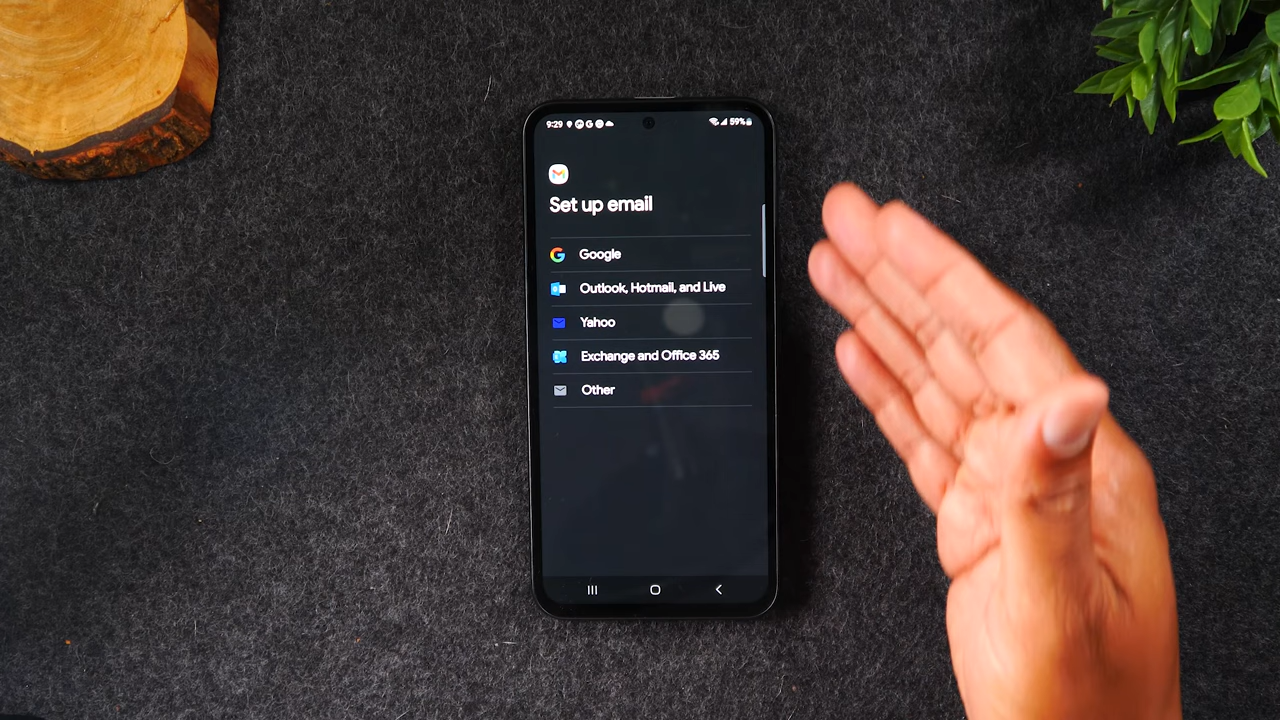 9:29
59%
Set up email
Google
Outlook, Hotmail, and Live
Yahoo
Exchange and Office 365
Other